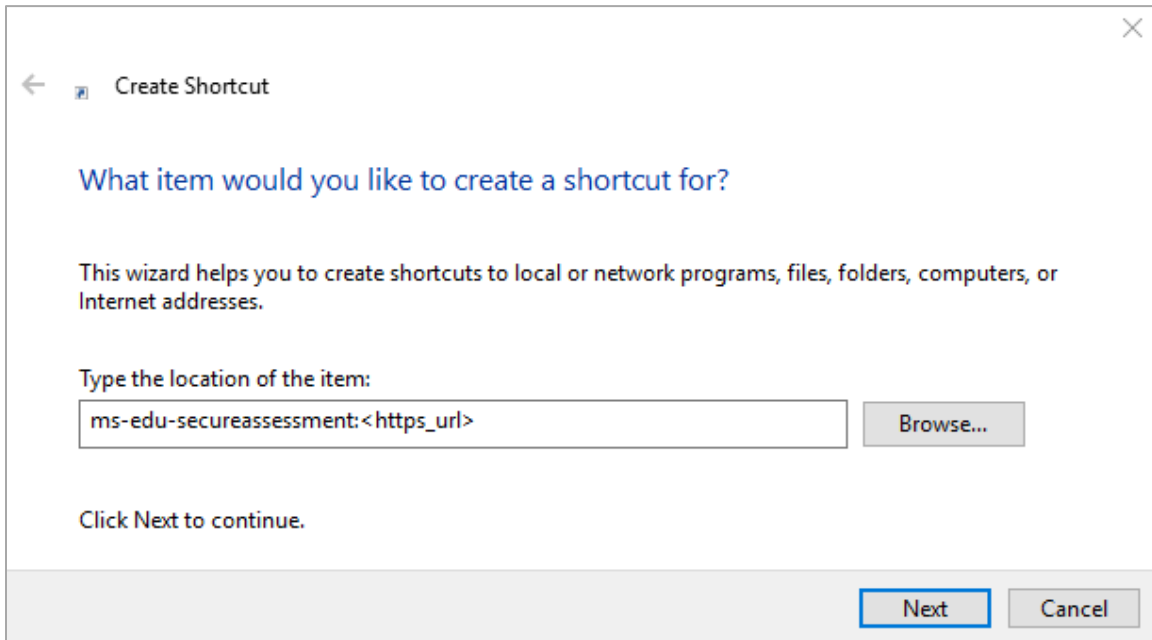 Create Shortcut
What item would you like to create a shortcut for?
This wizard helps you to create shortcuts to local or network programs, files, folders, computers, or
Internet addresses.
Type the location of the item:
ms-edu-secureassessment:<https_url>
Browse...
Click Next to continue.
Next
Cancel